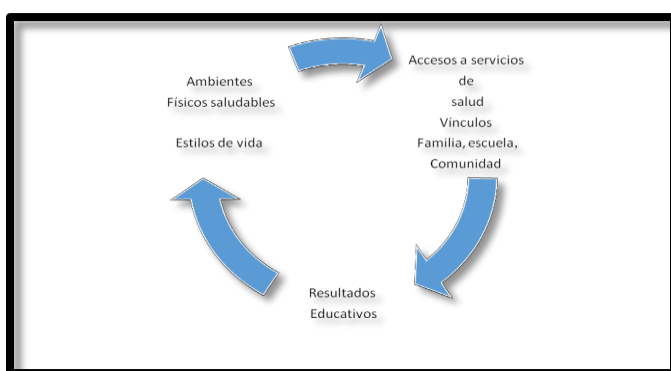 Ambientes
Físicos saludables
Estilos de vida
Accesos a servicios
de
salud
Vínculos
Familia, escuela,
Comunidad
Resultados
Educativos